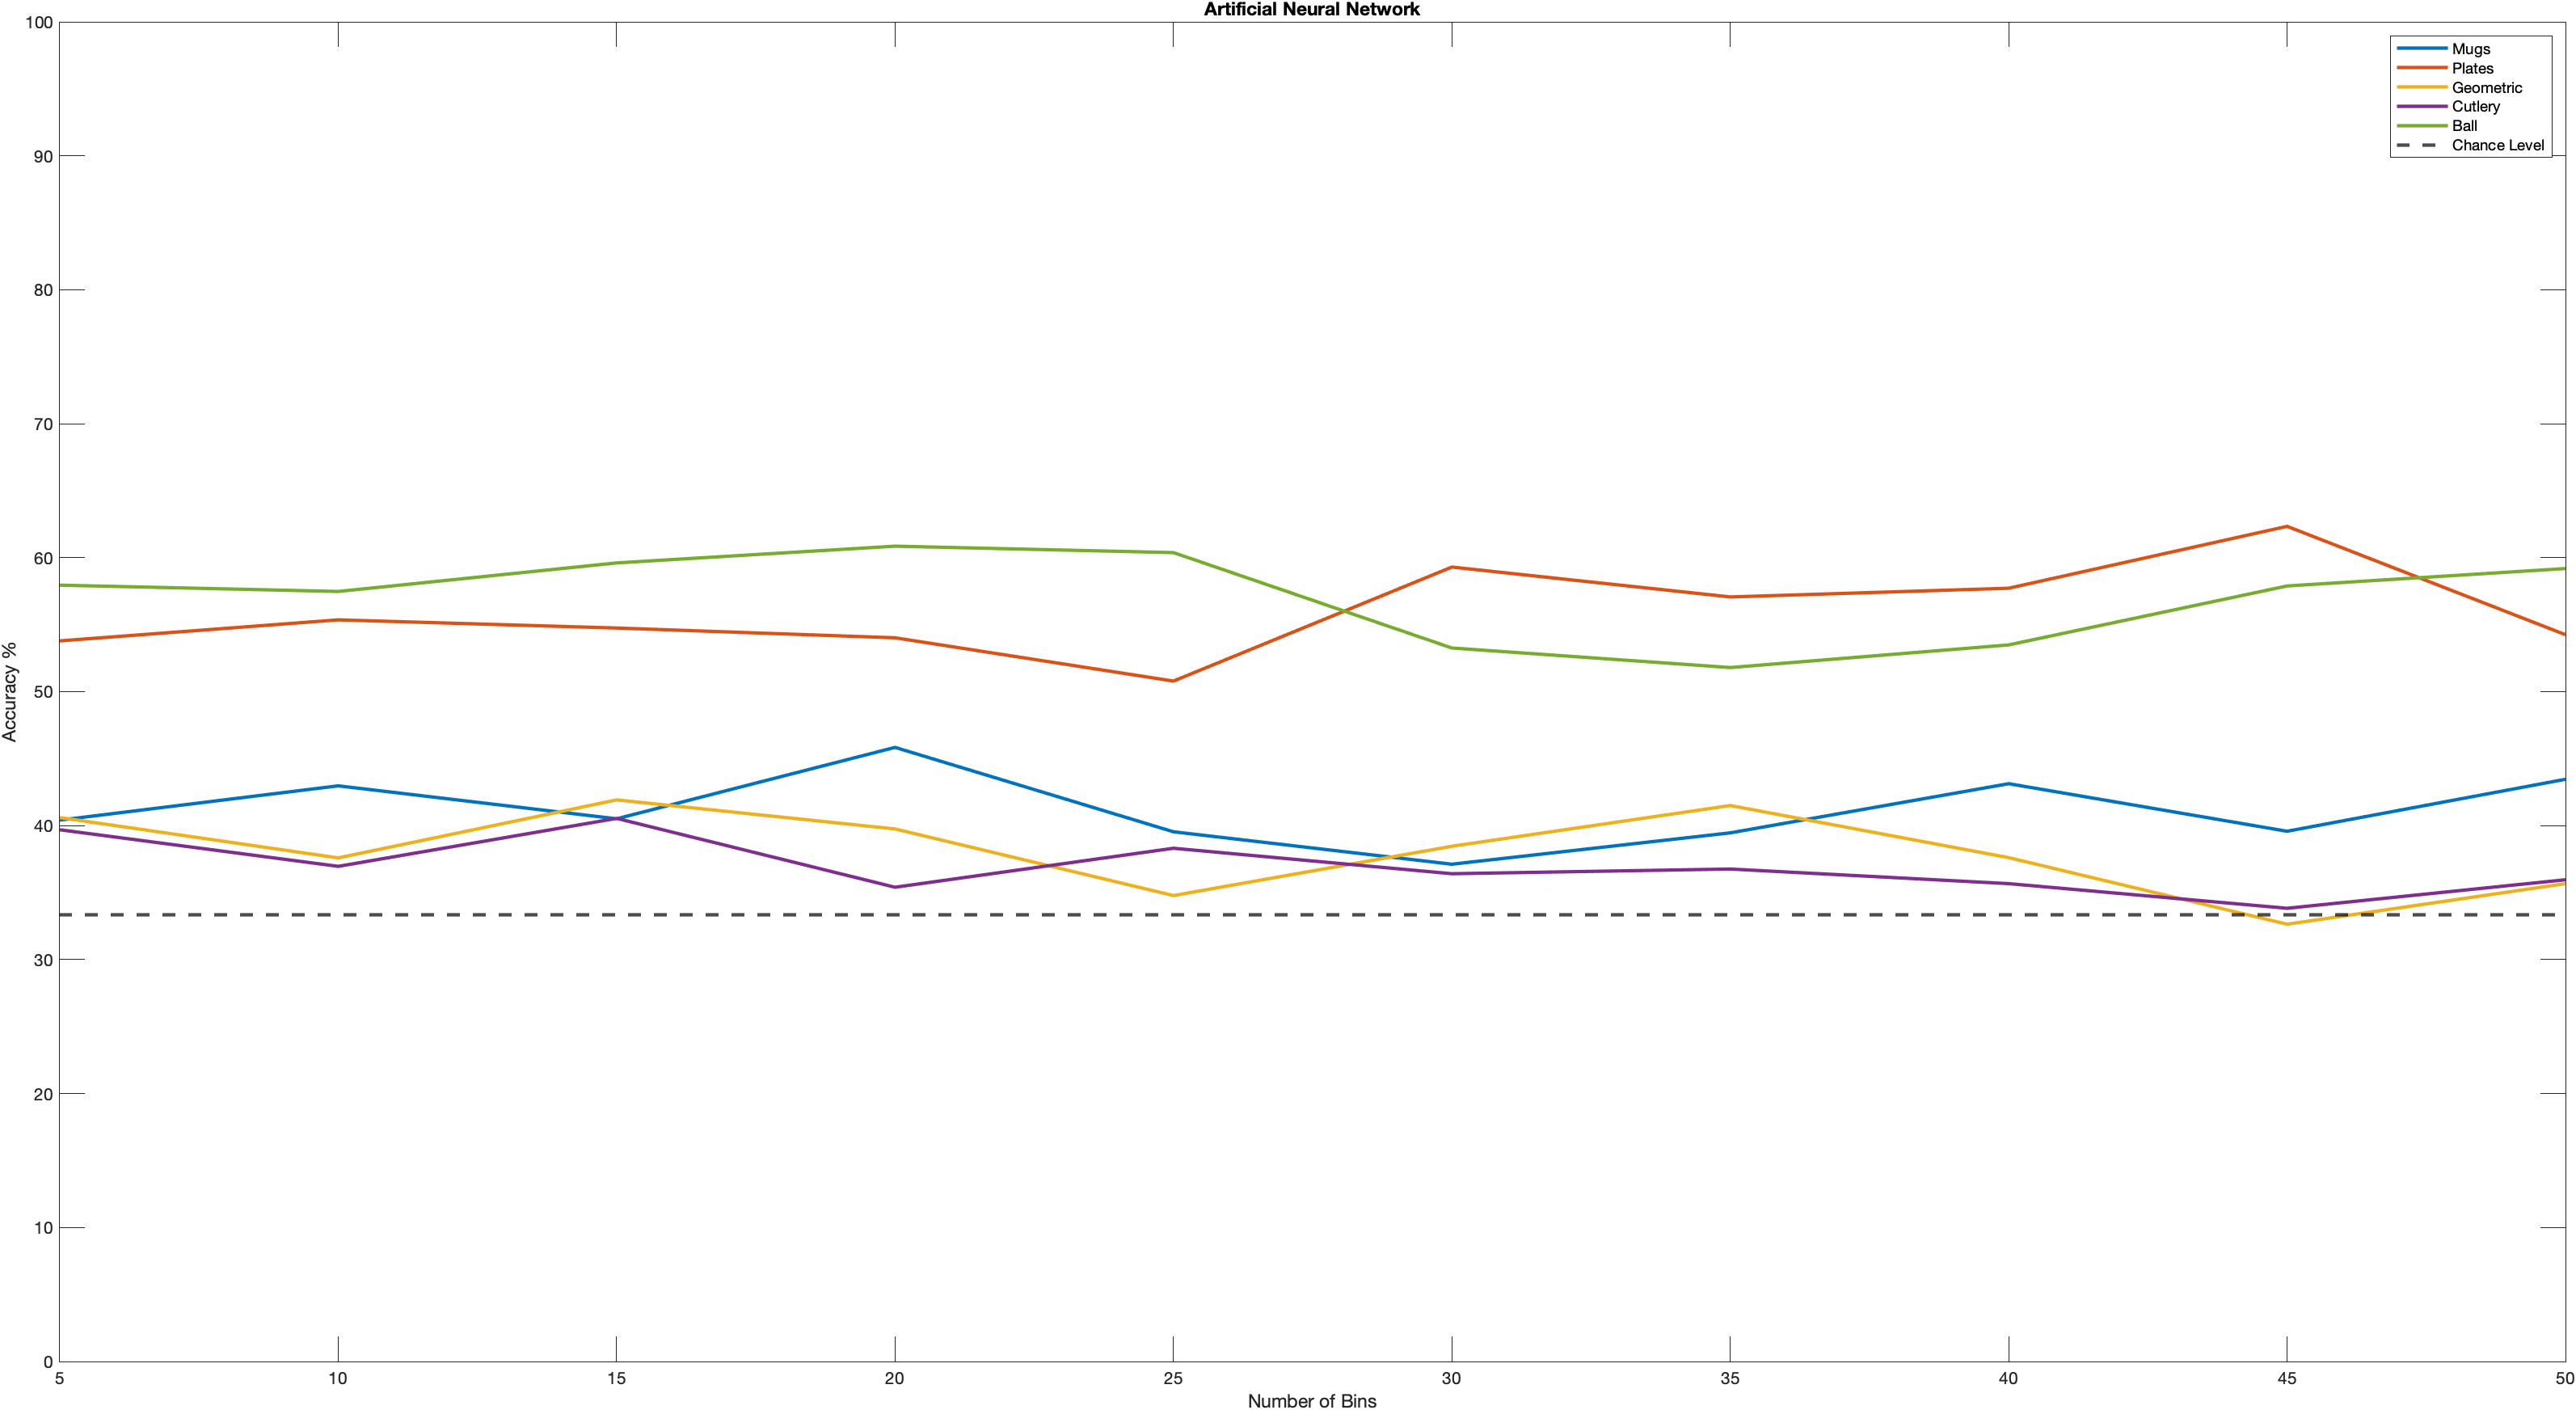 Artificial Neural Network
100
90
80
70
60
50
40
30
20
10
0
Accuracy %
Mugs
Plates
Geometric
Cutlery
Ball
Chance Level
5 10 15 20 25 30 35 40 45 50
Number of Bins